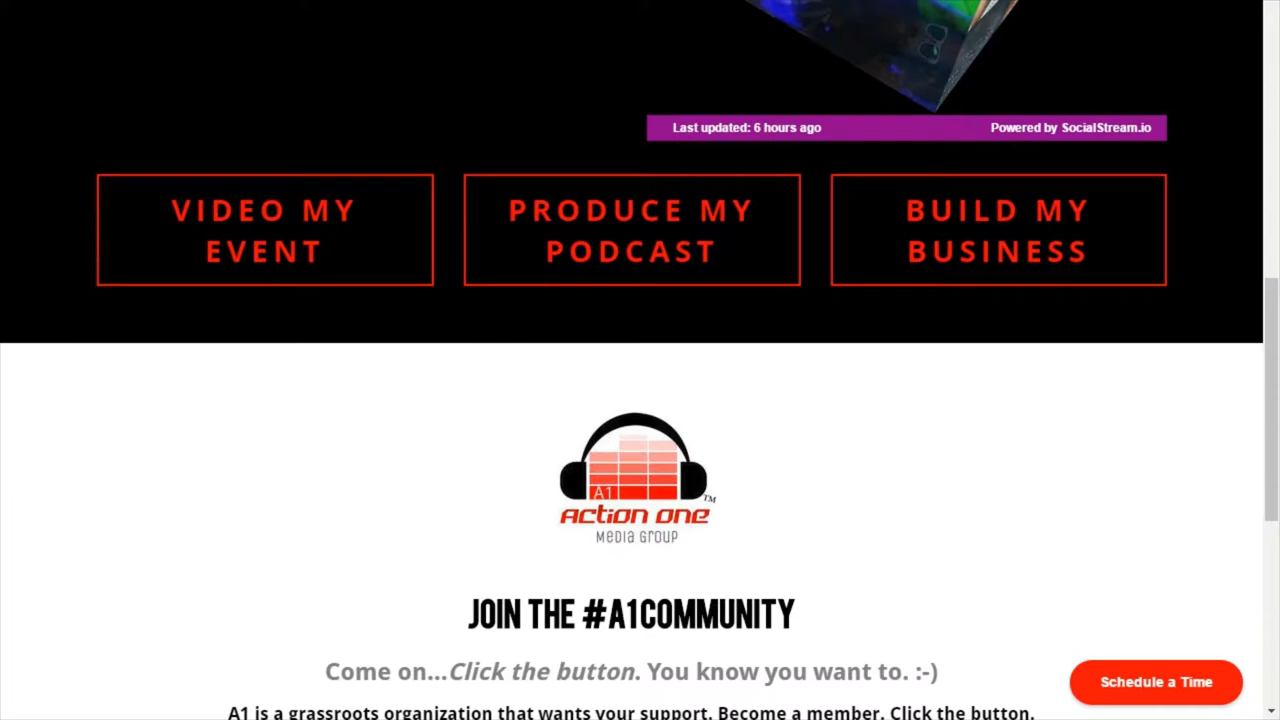 Last updated: 6 hours ago
Powered by SocialStream.io
VIDEO MY
EVENT
PRODUCE MY
PODCAST
BUILD MY
BUSINESS
A1
TM
ACTION ONE
MEDIA GROUP
JOIN THE #A1COMMUNITY
Come on...Click the button. You know you want to. :-)
Schedule a Time
A1 is a grassroots organization that wants your support. Become a member. Click the button.